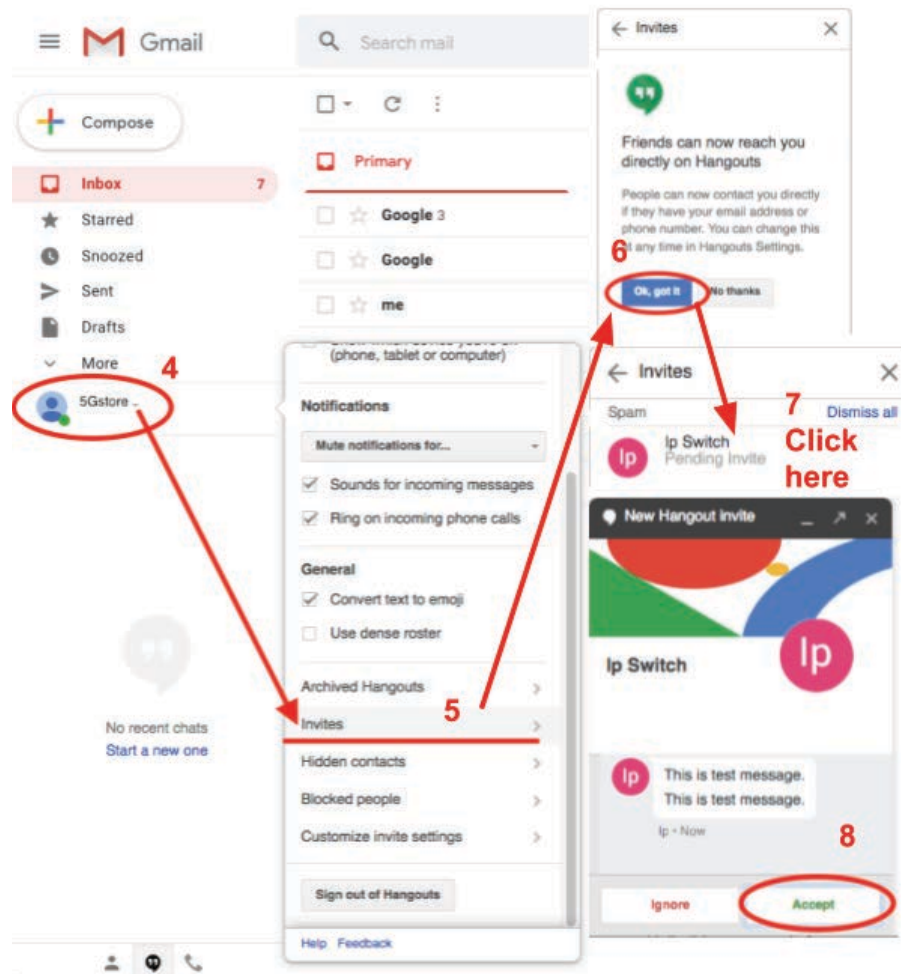 Gmail
Search mail
Compose
Inbox 7
Starred
Snoozed
Sent
Drafts
More
4
5Gstore
No recent chats
Start a new one
Primary
Google 3
Google
me
(phone, tablet or computer)
Notifications
Mute notifications for...
Sounds for incoming messages
Ring on incoming phone calls
General
Convert text to emoji
Use dense roster
Archived Hangouts
Invites
5
Hidden contacts
Blocked people
Customize invite settings
Sign out of Hangouts
Help Feedback
Invites
Friends can now reach you
directly on Hangouts
People can now contact you directly
if they have your email address or
phone number. You can change this
at any time in Hangouts Settings.
6
Ok, got it No thanks
Invites
Spam Dismiss all
Ip Ip Switch
Pending Invite
7
Click
here
New Hangout invite
Ip Switch Ip
Ip This is test message.
This is test message.
Ip • Now
8
Ignore Accept